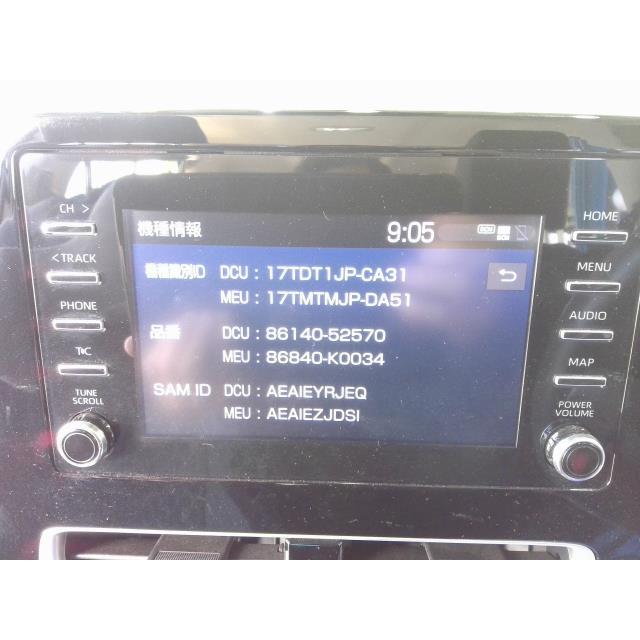 機種情報 9:05
機種識別ID DCU : 17TDT1JP-CA31
MEU : 17TMTMJP-DA51
品番 DCU : 86140-52570
MEU : 86840-K0034
SAM ID DCU : AEAIEYRJEQ
MEU : AEAIEZJDSI
CH >
< TRACK
PHONE
T C
TUNE
SCROLL
HOME
MENU
AUDIO
MAP
POWER
VOLUME